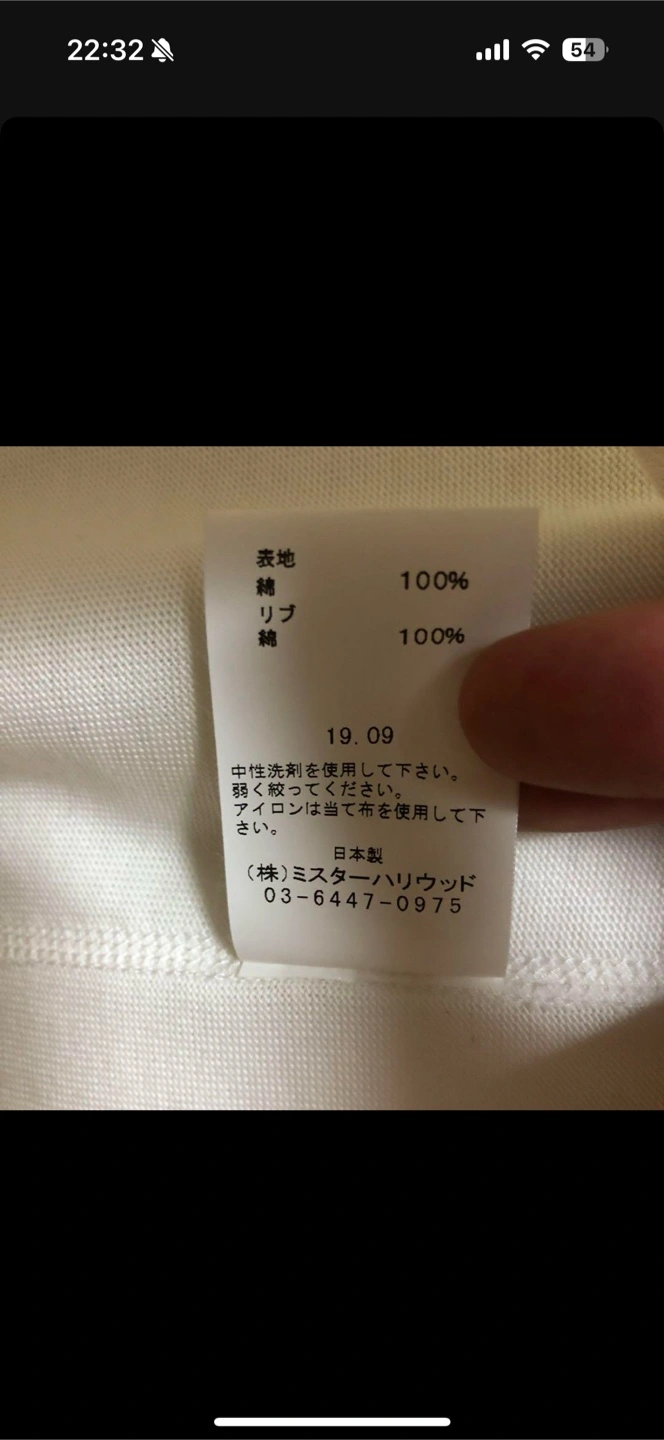 22:32
54
表地
綿 100%
リブ
綿 100%
19.09
中性洗剤を使用して下さい。
弱く絞ってください。
アイロンは当て布を使用して下
さい。
日本製
(株)ミスターハリウッド
03-6447-0975